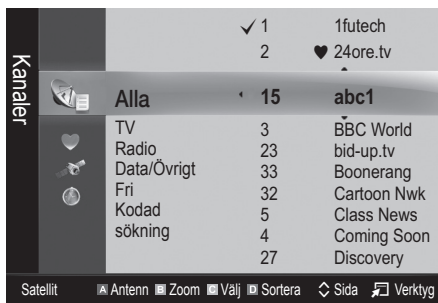 Kanaler
✓ 1 1futech
2 ♥ 24ore.tv
Alla 15 abc1
TV 3 BBC World
Radio 23 bid-up.tv
Data/Övrigt 33 Boonerang
Fri 32 Cartoon Nwk
Kodad 5 Class News
sökning 4 Coming Soon
27 Discovery
Satellit A Antenn B Zoom C Välj D Sortera Sida Verktyg